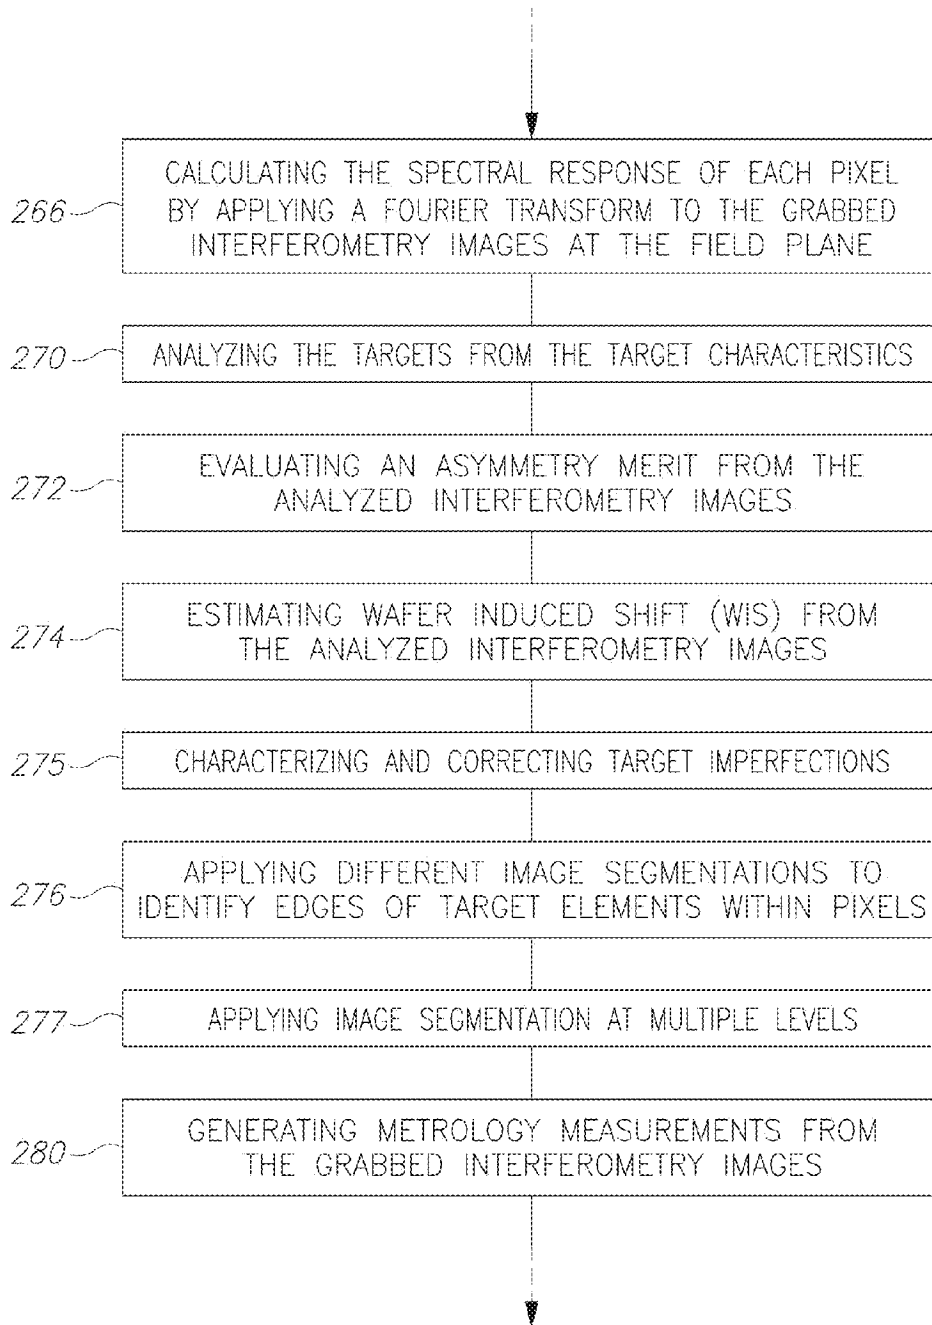 266
CALCULATING THE SPECTRAL RESPONSE OF EACH PIXEL
BY APPLYING A FOURIER TRANSFORM TO THE GRABBED
INTERFEROMETRY IMAGES AT THE FIELD PLANE
270
ANALYZING THE TARGETS FROM THE TARGET CHARACTERISTICS
272
EVALUATING AN ASYMMETRY MERIT FROM THE
ANALYZED INTERFEROMETRY IMAGES
274
ESTIMATING WAFER INDUCED SHIFT (WIS) FROM
THE ANALYZED INTERFEROMETRY IMAGES
275
CHARACTERIZING AND CORRECTING TARGET IMPERFECTIONS
276
APPLYING DIFFERENT IMAGE SEGMENTATIONS TO
IDENTIFY EDGES OF TARGET ELEMENTS WITHIN PIXELS
277
APPLYING IMAGE SEGMENTATION AT MULTIPLE LEVELS
280
GENERATING METROLOGY MEASUREMENTS FROM
THE GRABBED INTERFEROMETRY IMAGES